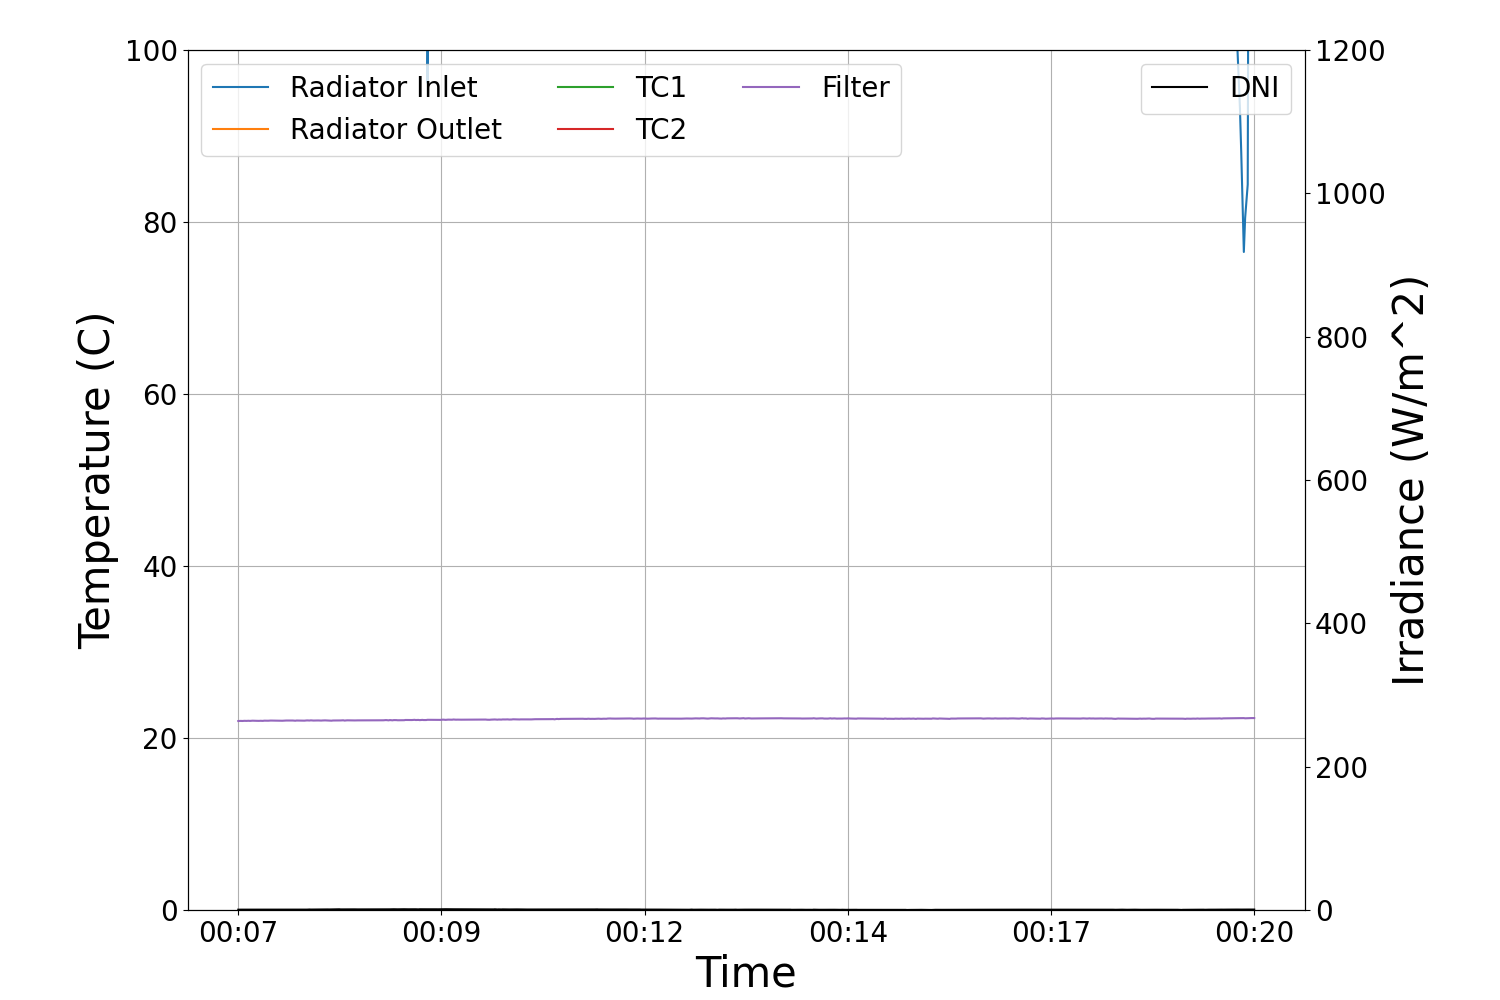 100
80
60
40
20
0
Temperature (C)
Radiator Inlet
Radiator Outlet
TC1
TC2
Filter
DNI
1200
1000
800
600
400
200
0
Irradiance (W/m^2)
00:07
00:09
00:12
00:14
00:17
00:20
Time